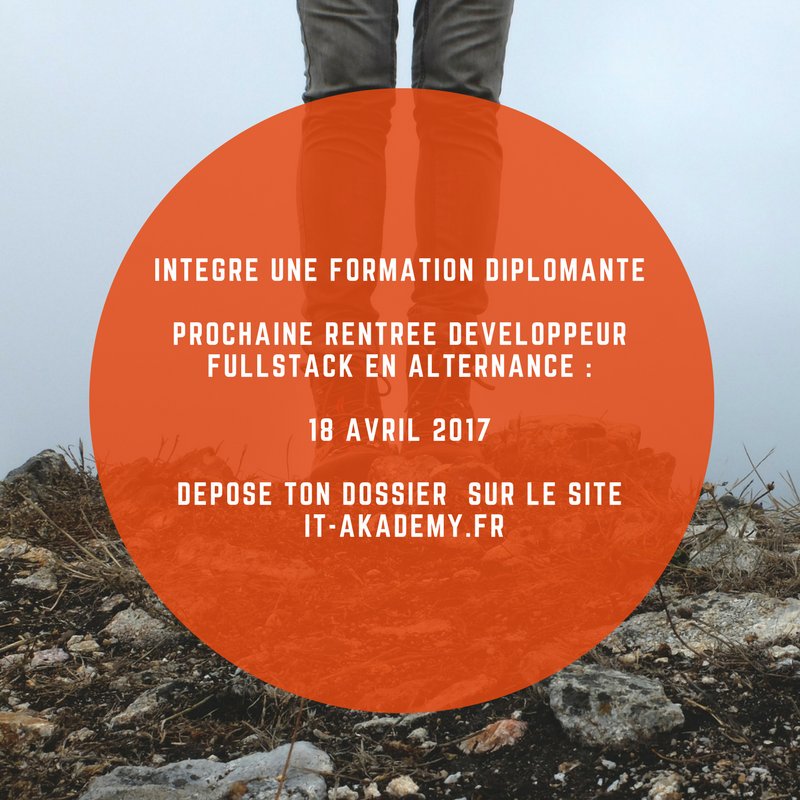 INTEGRE UNE FORMATION DIPLOMANTE
PROCHAINE RENTREE DEVELOPPEUR
FULLSTACK EN ALTERNANCE :
18 AVRIL 2017
DEPOSE TON DOSSIER SUR LE SITE
IT-AKADEMY.FR